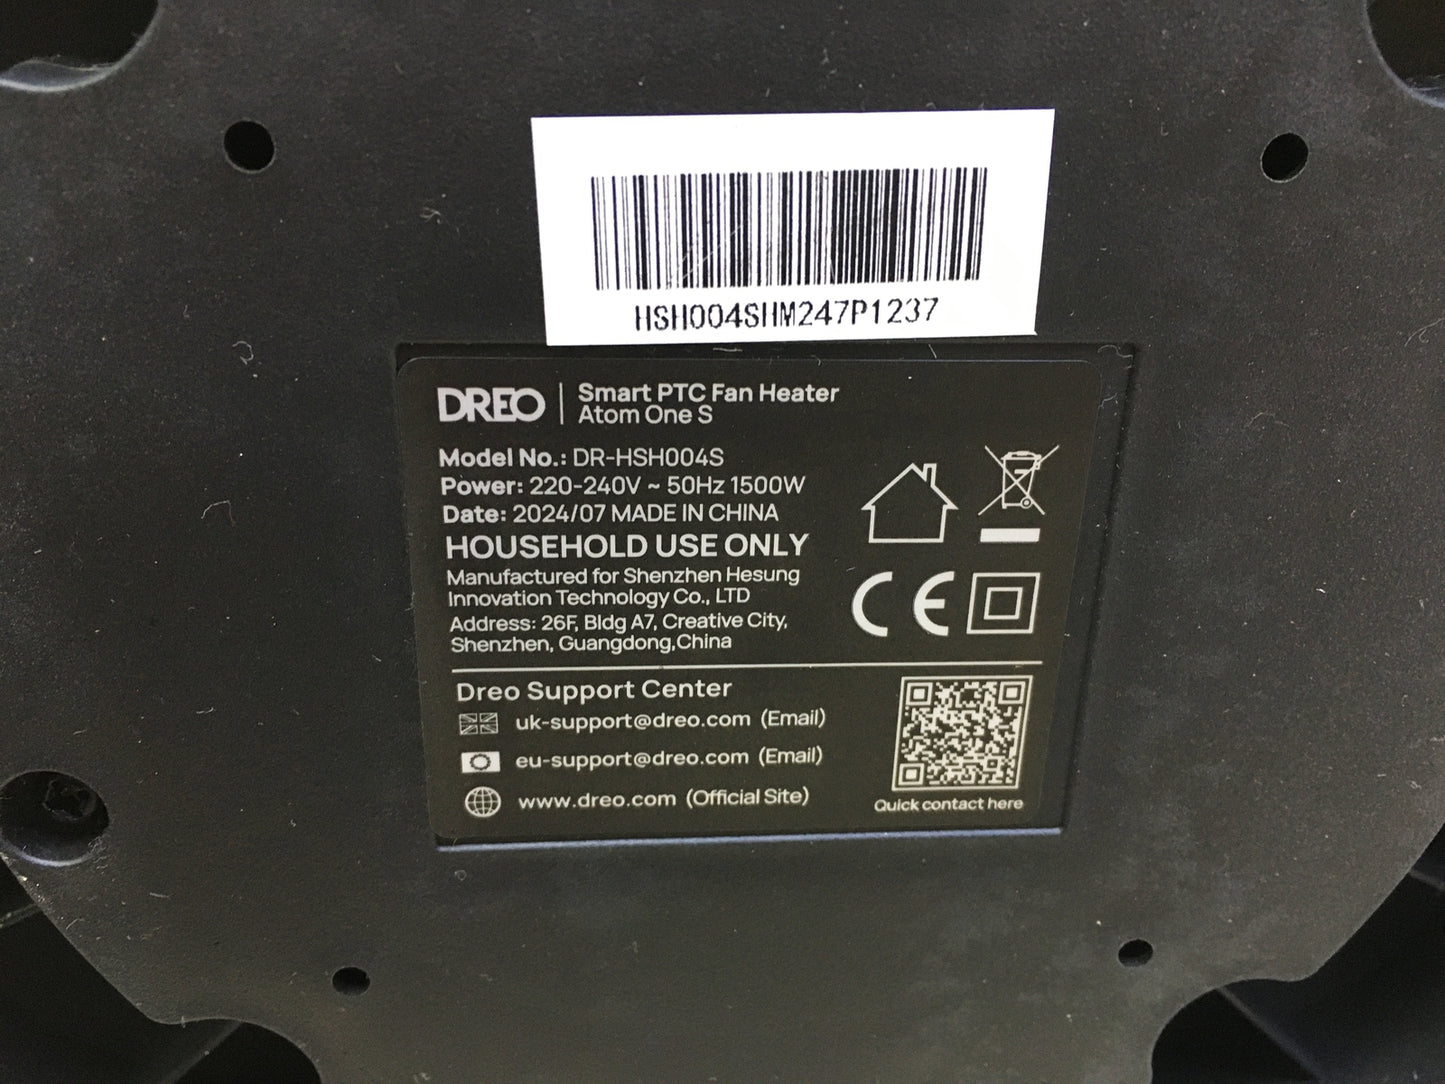 HSH004SHM247P1237
DREO | Smart PTC Fan Heater
Atom One S
Model No.: DR-HSH004S
Power: 220-240V ~ 50Hz 1500W
Date: 2024/07 MADE IN CHINA
HOUSEHOLD USE ONLY
Manufactured for Shenzhen Hesung
Innovation Technology Co., LTD
Address: 26F, Bldg A7, Creative City,
Shenzhen, Guangdong,China
CE
Dreo Support Center
uk-support@dreo.com (Email)
eu-support@dreo.com (Email)
www.dreo.com (Official Site)
Quick contact here